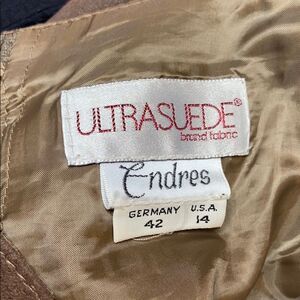 ULTRASUEDE®
brand fabric
Endres
GERMANY U.S.A.
42 14